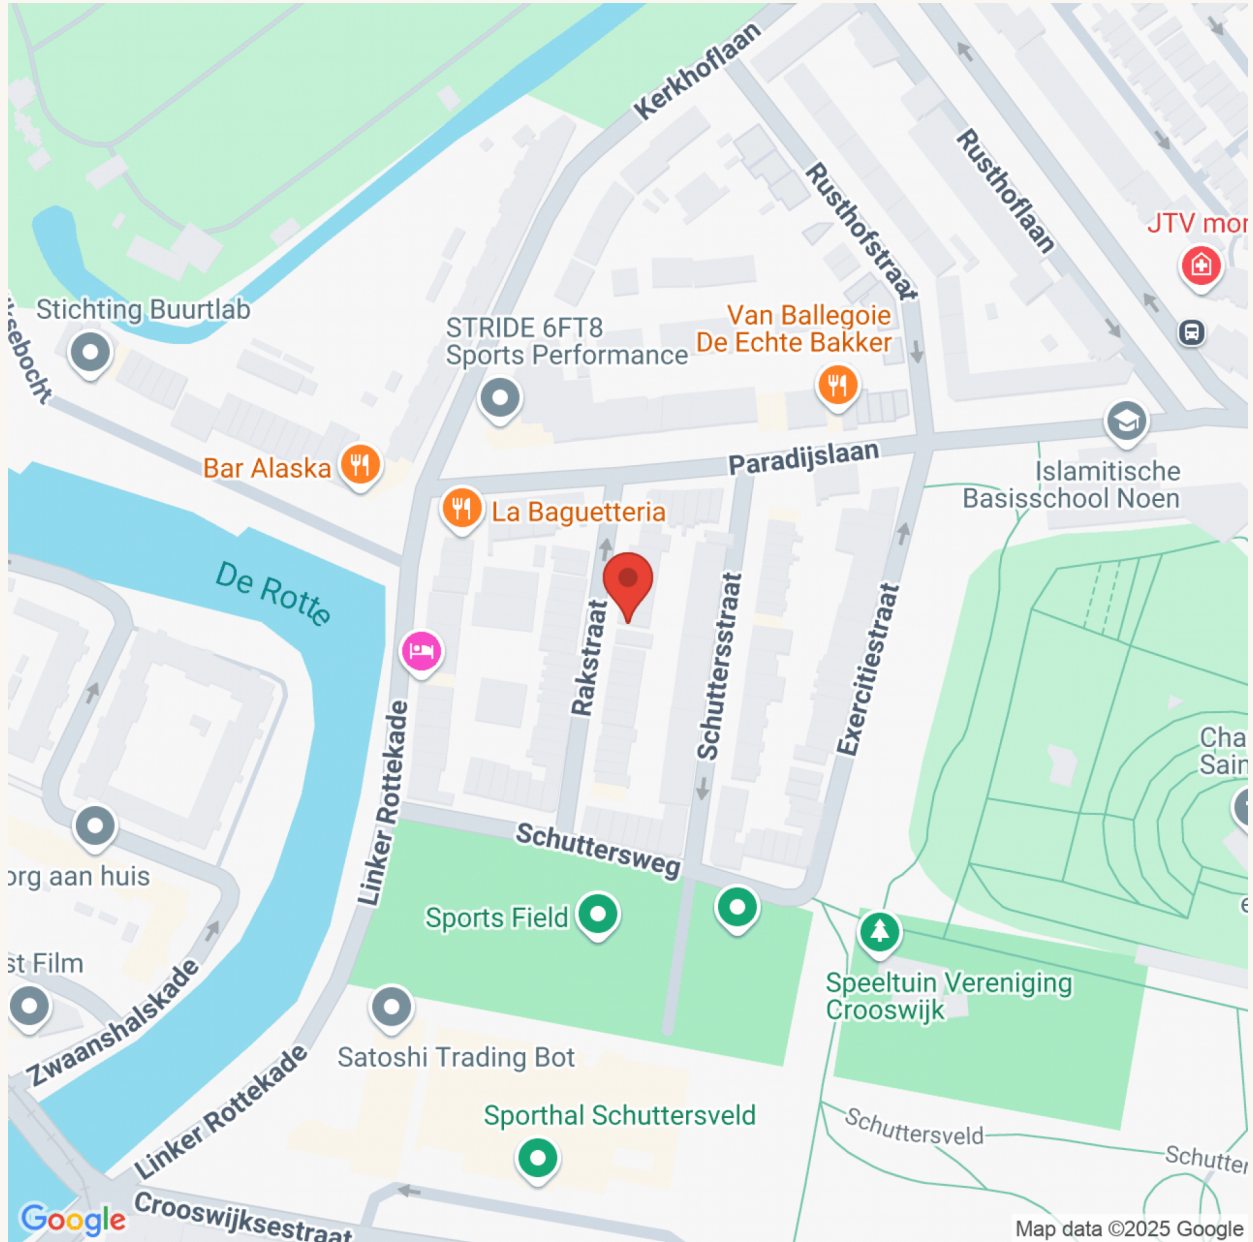 Kerkhoflaan
Rusthoflaan
Rusthofstraat
JTV mor
Stichting Buurtlab
STRIDE 6FT8
Sports Performance
Van Ballegoie
De Echte Bakker
ksebocht
Bar Alaska
Paradijslaan
Islamitische
Basisschool Noen
La Baguetteria
De Rotte
Rakstraat
Schuttersstraat
Exercitiestraat
Linker Rottekade
Cha
Sain
Schuttersweg
org aan huis
Sports Field
e
st Film
Speeltuin Vereniging
Crooswijk
Zwaanshalskade
Satoshi Trading Bot
Linker Rottekade
Sporthal Schuttersveld
Schuttersveld
Schutter
Crooswijksestraat
Google
Map data ©2025 Google